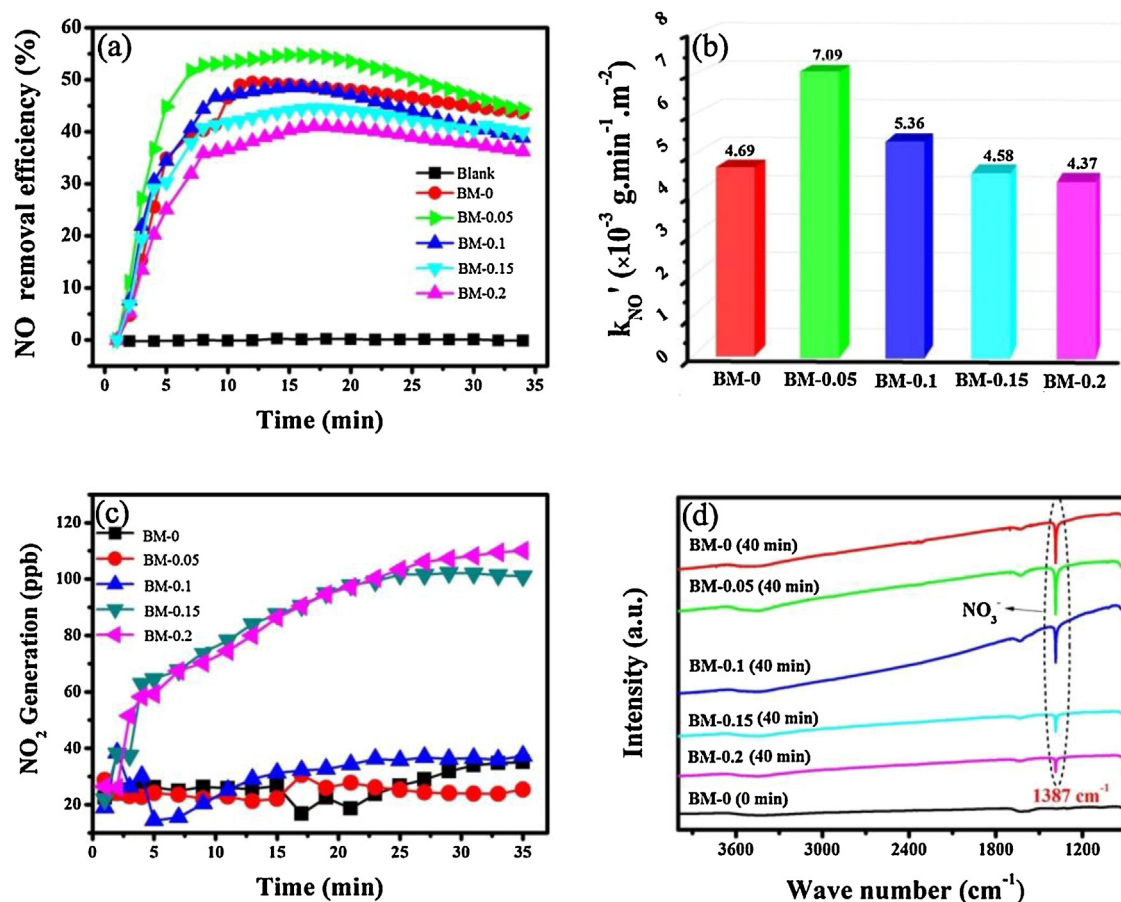 (a)
NO removal efficiency (%)
60
50
40
30
20
10
0
10
20
30
40
50
60
Blank
BM-0
BM-0.05
BM-0.1
BM-0.15
BM-0.2
0 5 10 15 20 25 30 35
Time (min)
(b)
k_NO' (×10⁻³ g.min⁻¹.m⁻²)
8
7
6
5
4
3
2
1
0
4.69
7.09
5.36
4.58
4.37
BM-0 BM-0.05 BM-0.1 BM-0.15 BM-0.2
(c)
NO₂ Generation (ppb)
120
100
80
60
40
20
BM-0
BM-0.05
BM-0.1
BM-0.15
BM-0.2
0 5 10 15 20 25 30 35
Time (min)
(d)
Intensity (a.u.)
BM-0 (40 min)
BM-0.05 (40 min)
NO₃⁻
BM-0.1 (40 min)
BM-0.15 (40 min)
BM-0.2 (40 min)
BM-0 (0 min)
1387 cm⁻¹
3600 3000 2400 1800 1200
Wave number (cm⁻¹)